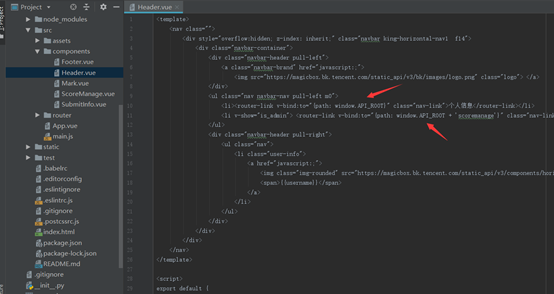 Project
Header.vue
node_modules
src
assets
components
Footer.vue
Header.vue
Mark.vue
ScoreManage.vue
SubmitInfo.vue
router
App.vue
main.js
static
test
.babelrc
.editorconfig
.eslintignore
.eslintrc.js
.gitignore
.postcssrc.js
index.html
package.json
package-lock.json
README.md
.gitignore
__init__.py
<template>
<nav class="">
<div style="overflow:hidden; z-index: inherit;" class="navbar king-horizontal-nav1 f14">
<div class="navbar-container">
<div class="navbar-header pull-left">
<a class="navbar-brand" href="javascript:;">
<img src="https://magicbox.bk.tencent.com/static_api/v3/bk/images/logo.png" class="logo"> </a>
</div>
<ul class="nav navbar-nav pull-left m0">
<li><router-link v-bind:to="{path: window.API_ROOT}" class="nav-link">个人信息</router-link></li>
<li v-show="is_admin"> <router-link v-bind:to="{path: window.API_ROOT + 'scoremanage'}" class="nav-link
</ul>
<div class="navbar-header pull-right">
<ul class="nav">
<li class="user-info">
<a href="javascript:;">
<img class="img-rounded" src="https://magicbox.bk.tencent.com/static_api/v3/components/hori
<span>{{username}}</span>
</a>
</li>
</ul>
</div>
</div>
</div>
</nav>
</template>
<script>
export default {